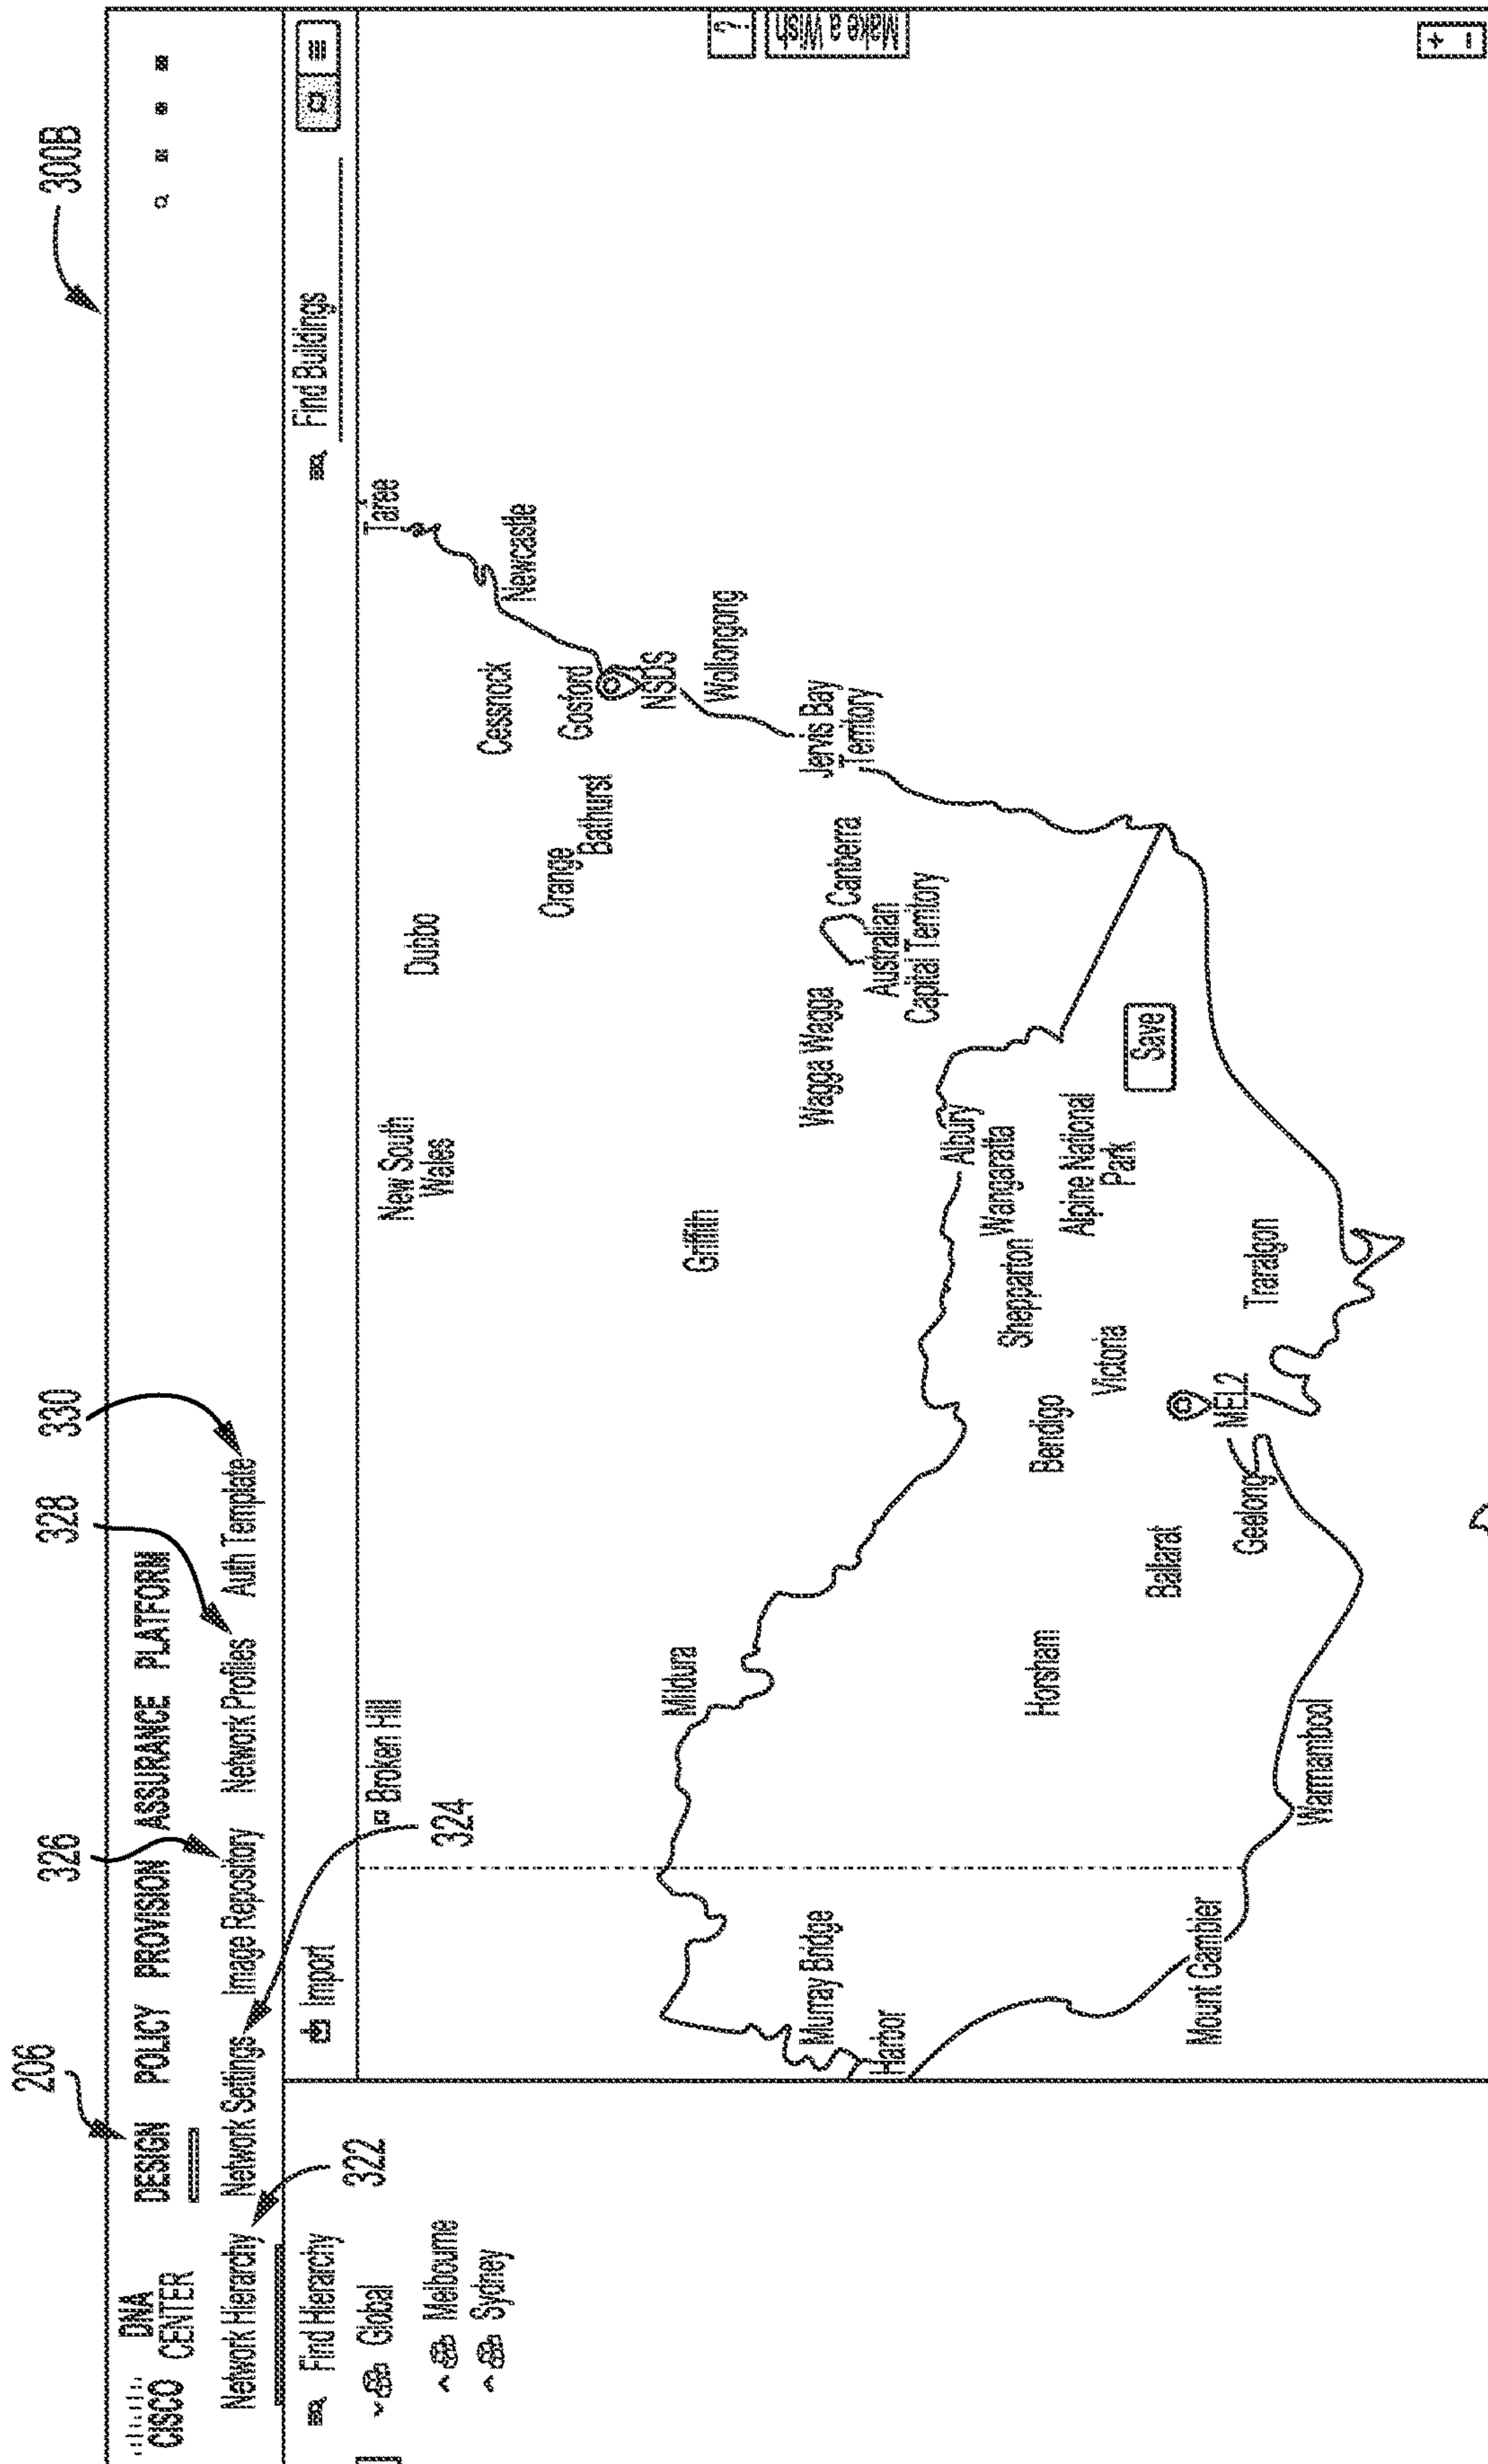 300B
206
326
328
330
CISCO DNA CENTER
DESIGN POLICY PROVISION ASSURANCE PLATFORM
Network Hierarchy Network Settings Image Repository Network Profiles Auth Template
322
324
Find Hierarchy
Import
Find Buildings
Global
Melbourne
Sydney
Broken Hill
New South
Wales
Dubbo
Taree
Cessnock
Newcastle
Orange
Bathurst
Gosford
NSDS
Mildura
Griffith
Wollongong
?
Make a Wish
Murray Bridge
Harbor
Wagga Wagga
Canberra
Australian
Capital Territory
Jervis Bay
Territory
Albury
Wangaratta
Shepparton
Horsham
Bendigo
Alpine National
Park
Victoria
Save
Ballarat
MEL2
Mount Gambier
Geelong
Traralgon
Warrnambool
+
-